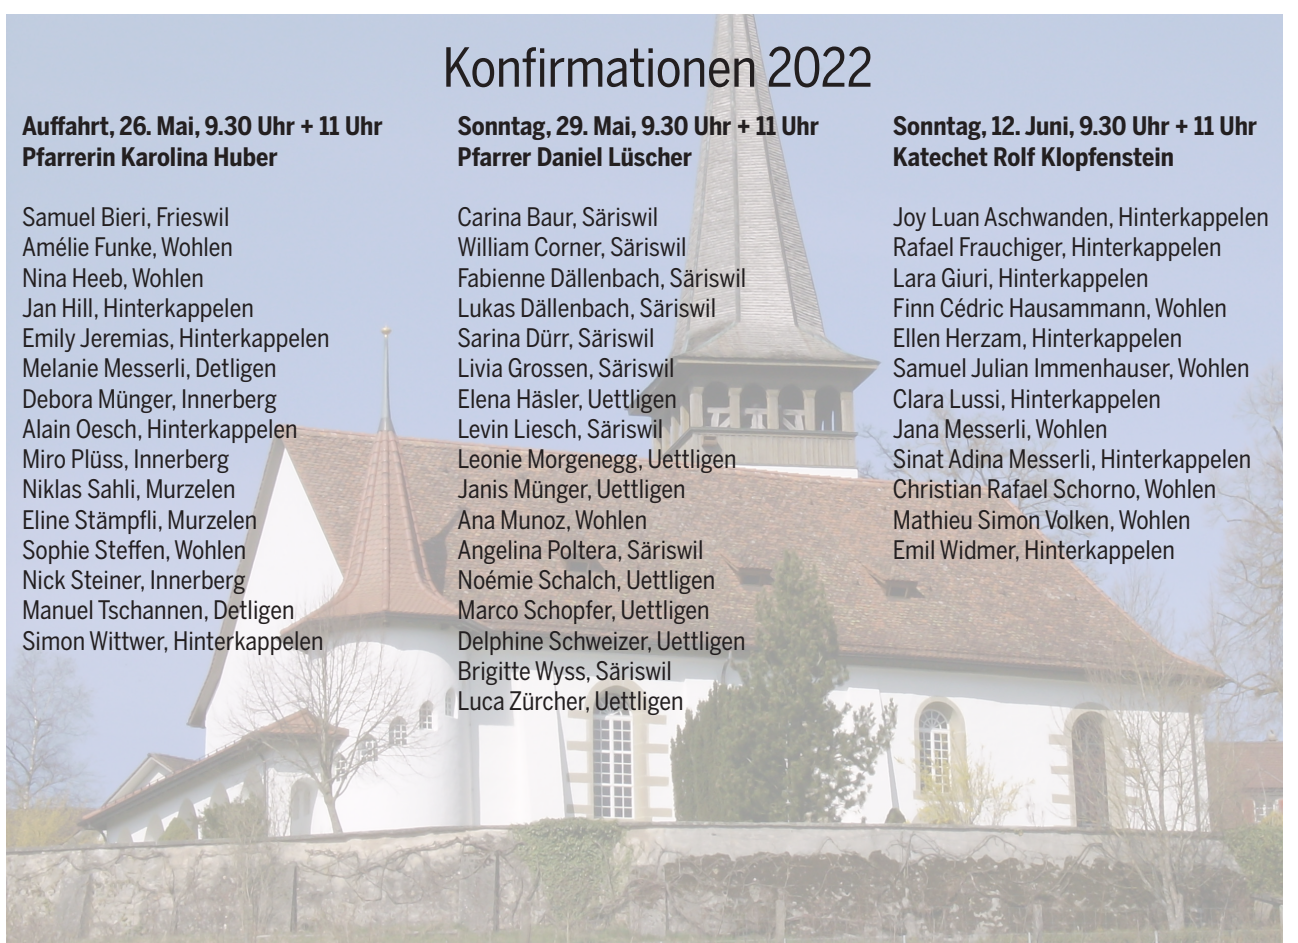 Konfirmationen 2022
Auffahrt, 26. Mai, 9.30 Uhr + 11 Uhr
Pfarrerin Karolina Huber
Samuel Bieri, Frieswil
Amélie Funke, Wohlen
Nina Heeb, Wohlen
Jan Hill, Hinterkappelen
Emily Jeremias, Hinterkappelen
Melanie Messerli, Detligen
Debora Münger, Innerberg
Alain Oesch, Hinterkappelen
Miro Plüss, Innerberg
Niklas Sahli, Murzelen
Eline Stämpfli, Murzelen
Sophie Steffen, Wohlen
Nick Steiner, Innerberg
Manuel Tschannen, Detligen
Simon Wittwer, Hinterkappelen
Sonntag, 29. Mai, 9.30 Uhr + 11 Uhr
Pfarrer Daniel Lüscher
Carina Baur, Säriswil
William Corner, Säriswil
Fabienne Dällenbach, Säriswil
Lukas Dällenbach, Säriswil
Sarina Dürr, Säriswil
Livia Grossen, Säriswil
Elena Häsler, Uettligen
Levin Liesch, Säriswil
Leonie Morgenegg, Uettligen
Janis Münger, Uettligen
Ana Munoz, Wohlen
Angelina Poltera, Säriswil
Noémie Schalch, Uettligen
Marco Schopfer, Uettligen
Delphine Schweizer, Uettligen
Brigitte Wyss, Säriswil
Luca Zürcher, Uettligen
Sonntag, 12. Juni, 9.30 Uhr + 11 Uhr
Katechet Rolf Klopfenstein
Joy Luan Aschwanden, Hinterkappelen
Rafael Frauchiger, Hinterkappelen
Lara Giuri, Hinterkappelen
Finn Cédric Hausammann, Wohlen
Ellen Herzam, Hinterkappelen
Samuel Julian Immenhauser, Wohlen
Clara Lussi, Hinterkappelen
Jana Messerli, Wohlen
Sinat Adina Messerli, Hinterkappelen
Christian Rafael Schorno, Wohlen
Mathieu Simon Volken, Wohlen
Emil Widmer, Hinterkappelen